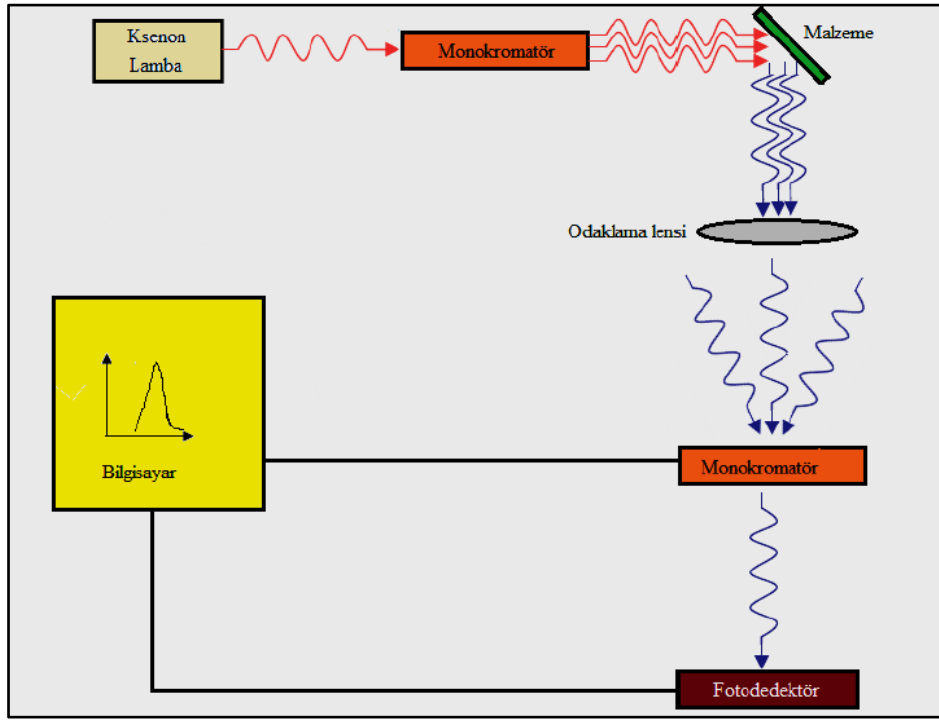 Ksenon
Lamba
Monokromatör
Malzeme
Odaklama lensi
Bilgisayar
Monokromatör
Fotodedektör